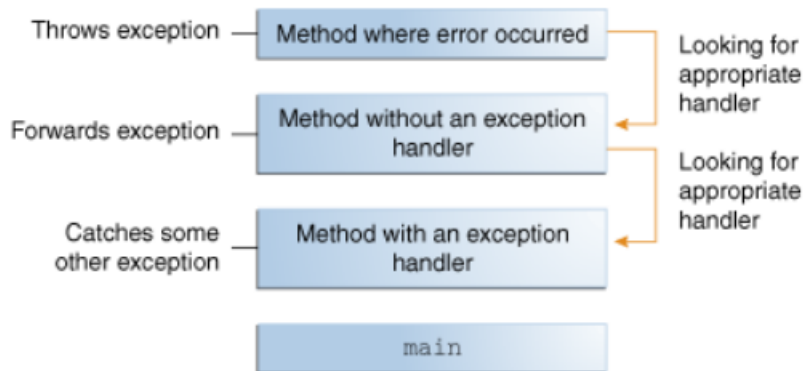 Throws exception
Method where error occurred
Looking for
appropriate
handler
Forwards exception
Method without an exception
handler
Looking for
appropriate
handler
Catches some
other exception
Method with an exception
handler
main